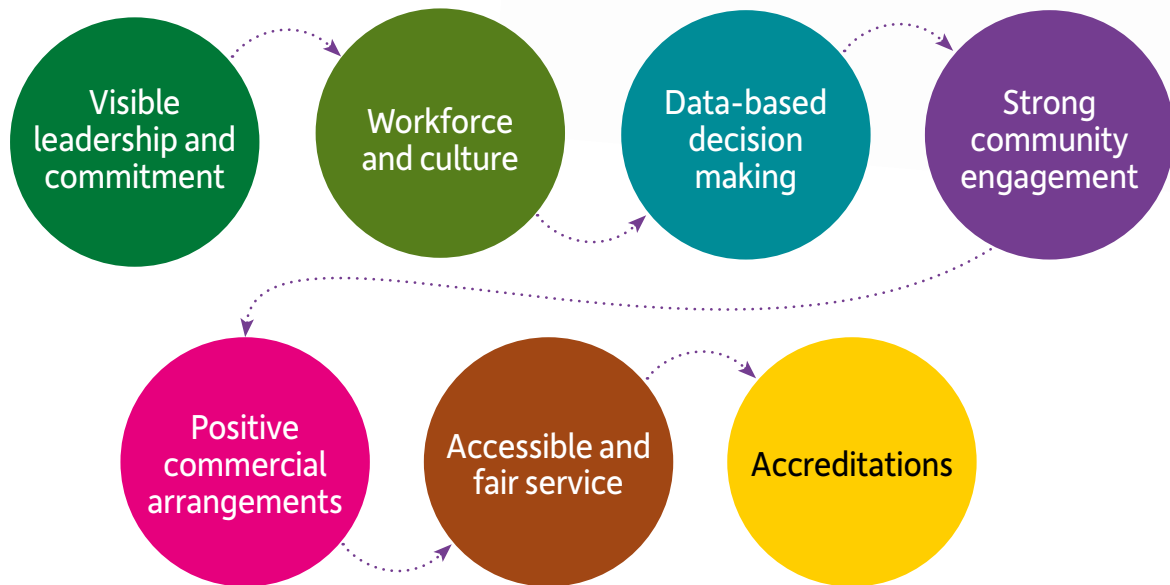 Visible
leadership and
commitment
Workforce
and culture
Data-based
decision
making
Strong
community
engagement
Positive
commercial
arrangements
Accessible and
fair service
Accreditations